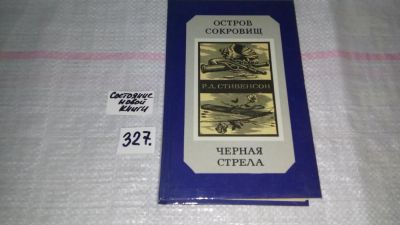 Состояние
новой
книги
327.
ОСТРОВ
СОКРОВИЩ
Р.Л.СТИВЕНСОН
ЧЕРНАЯ
СТРЕЛА